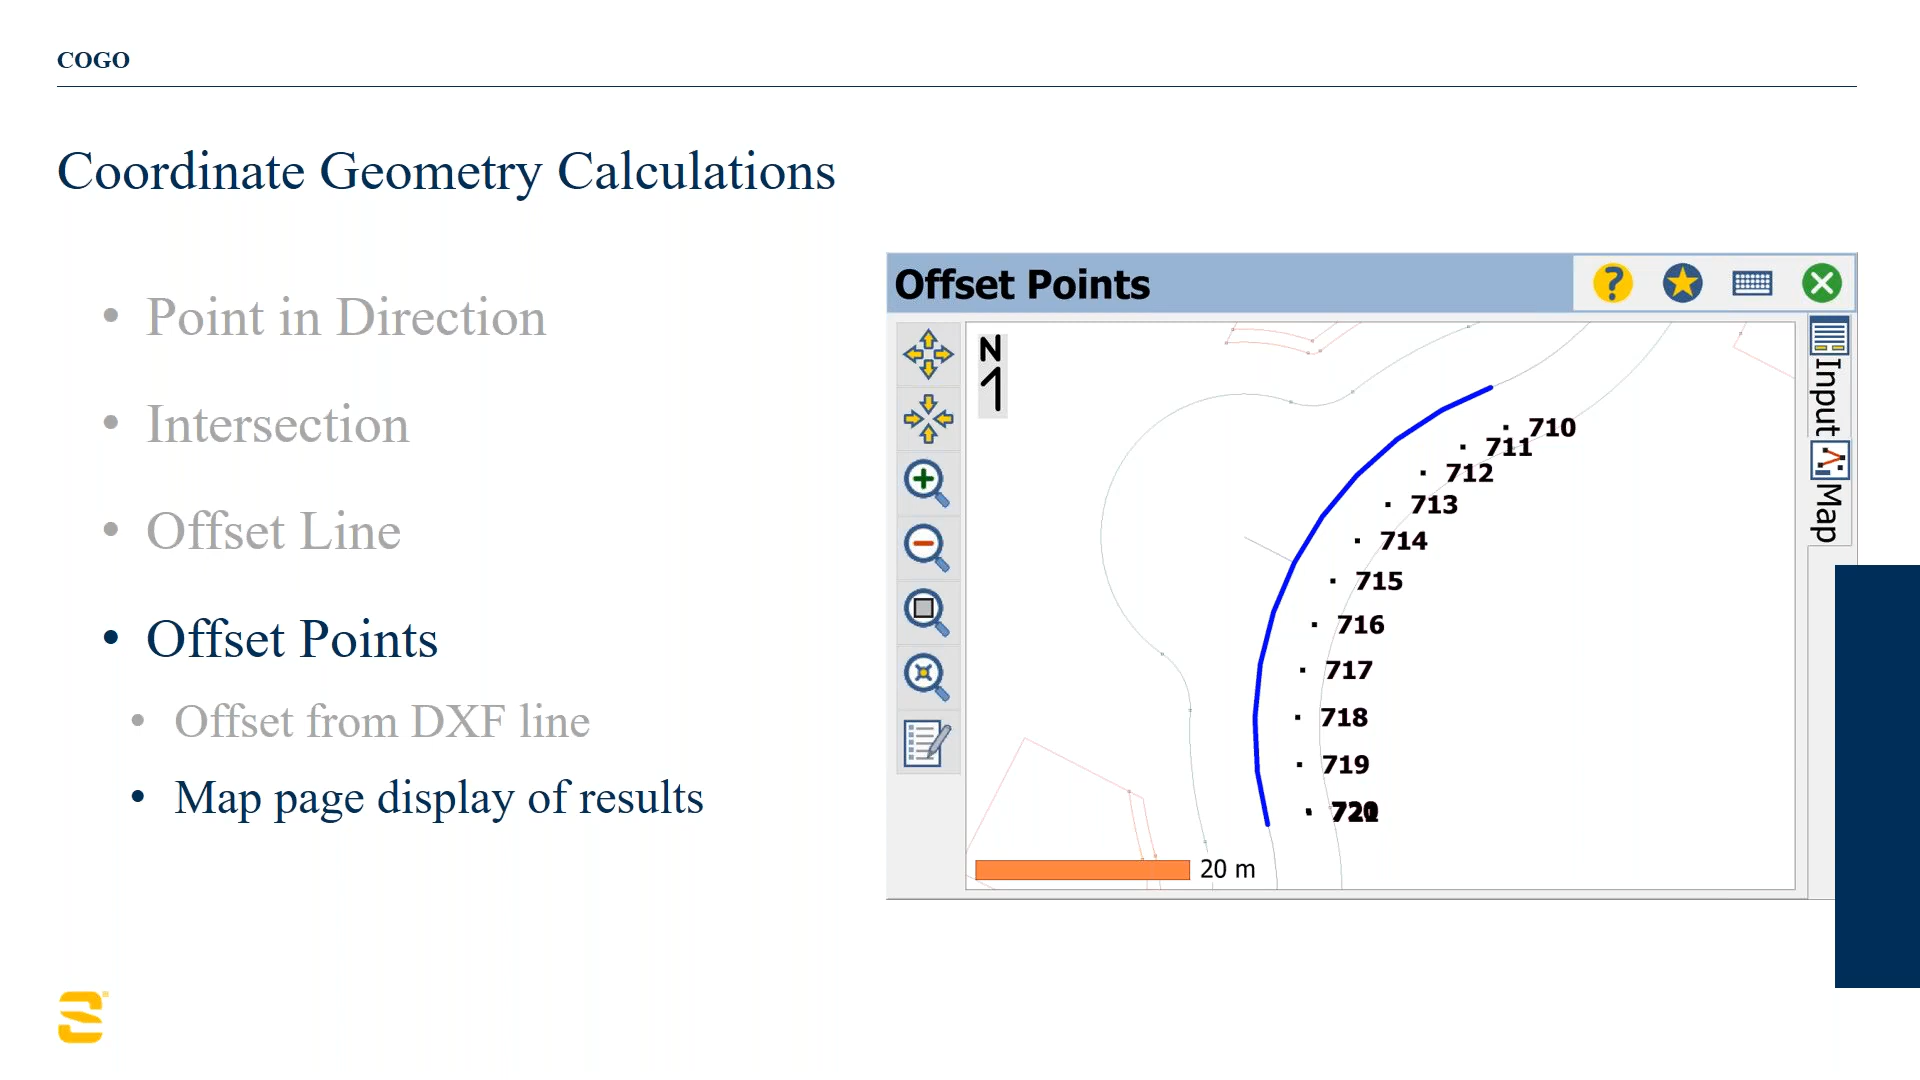 COGO
Coordinate Geometry Calculations
• Point in Direction
• Intersection
• Offset Line
• Offset Points
• Offset from DXF line
• Map page display of results
Offset Points
N
Input
Map
710
711
712
713
714
715
716
717
718
719
20 m